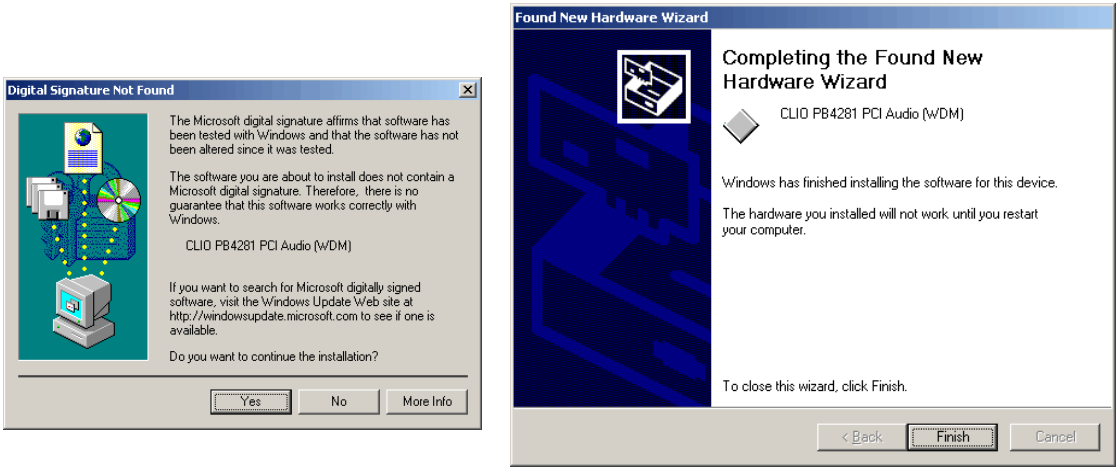 Digital Signature Not Found
The Microsoft digital signature affirms that software has
been tested with Windows and that the software has not
been altered since it was tested.
The software you are about to install does not contain a
Microsoft digital signature. Therefore,  there is no
guarantee that this software works correctly with
Windows.
CLIO PB4281 PCI Audio (WDM)
If you want to search for Microsoft digitally signed
software, visit the Windows Update Web site at
http://windowsupdate.microsoft.com to see if one is
available.
Do you want to continue the installation?
Yes
No
More Info
Found New Hardware Wizard
Completing the Found New
Hardware Wizard
CLIO PB4281 PCI Audio (WDM)
Windows has finished installing the software for this device.
The hardware you installed will not work until you restart
your computer.
To close this wizard, click Finish.
< Back
Finish
Cancel